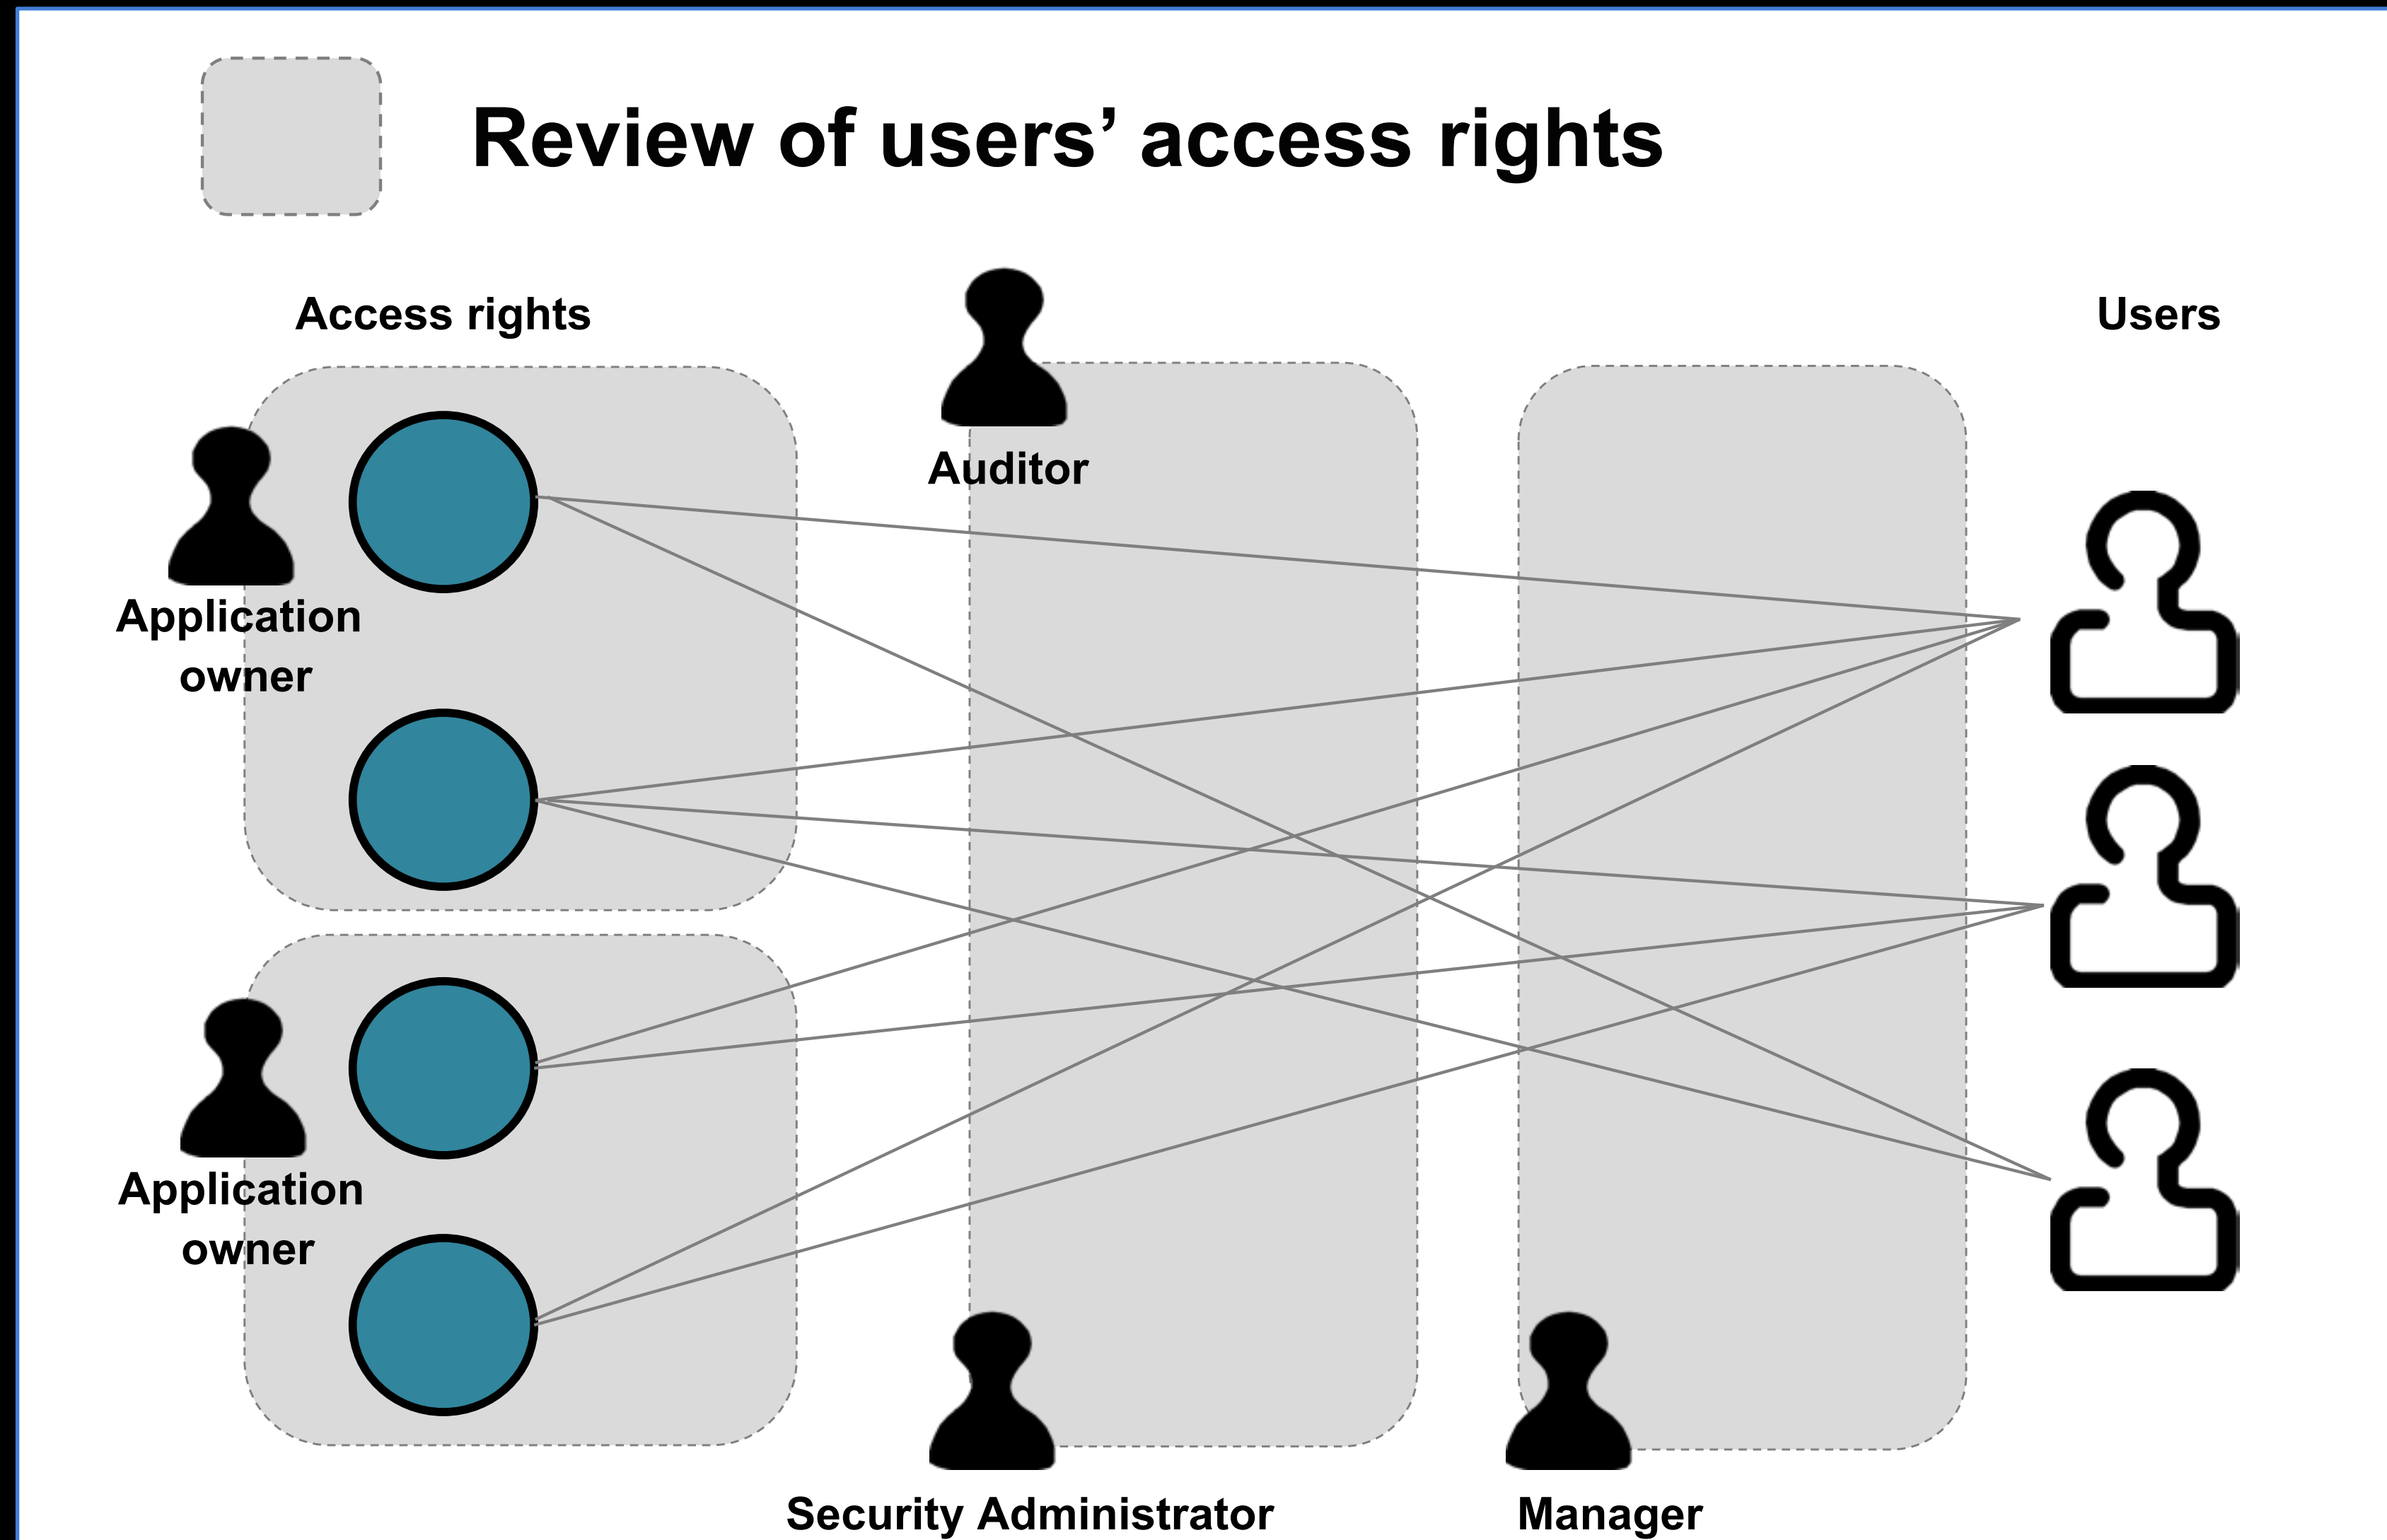 Review of users’ access rights
Access rights
Users
Auditor
Application
owner
Application
owner
Security Administrator
Manager